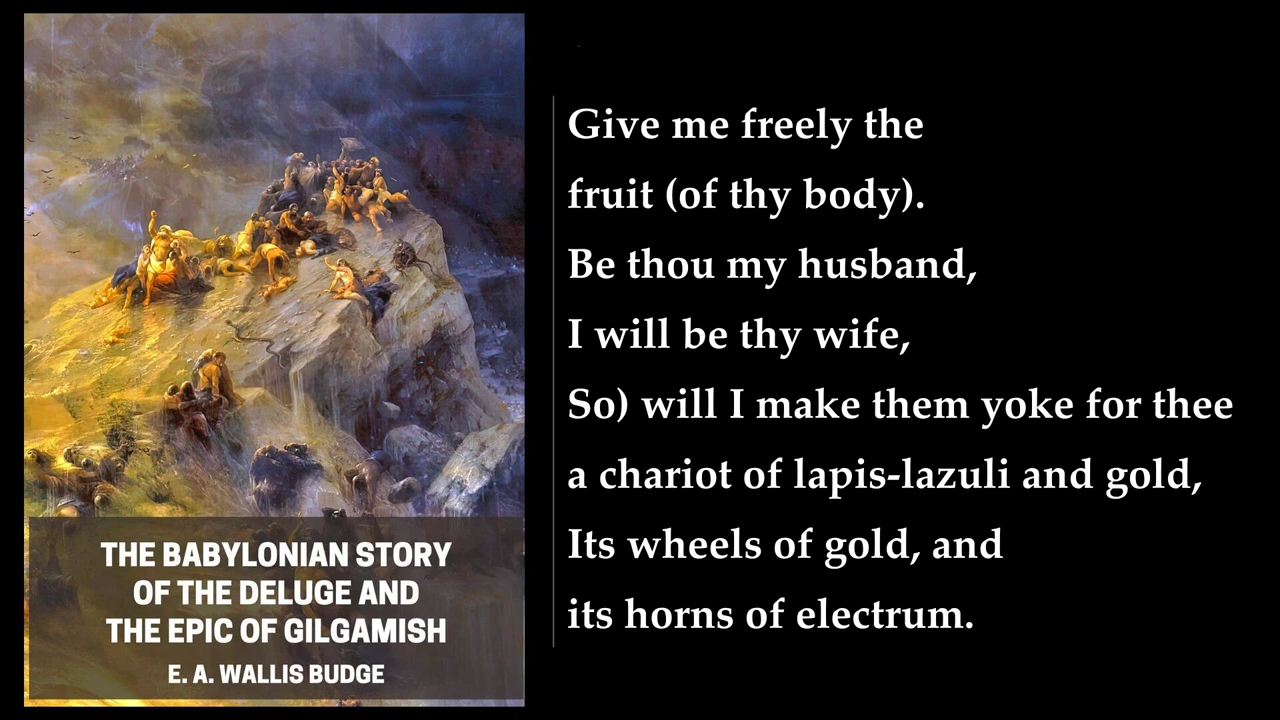 THE BABYLONIAN STORY
OF THE DELUGE AND
THE EPIC OF GILGAMISH
E. A. WALLIS BUDGE
Give me freely the
fruit (of thy body).
Be thou my husband,
I will be thy wife,
So) will I make them yoke for thee
a chariot of lapis-lazuli and gold,
Its wheels of gold, and
its horns of electrum.